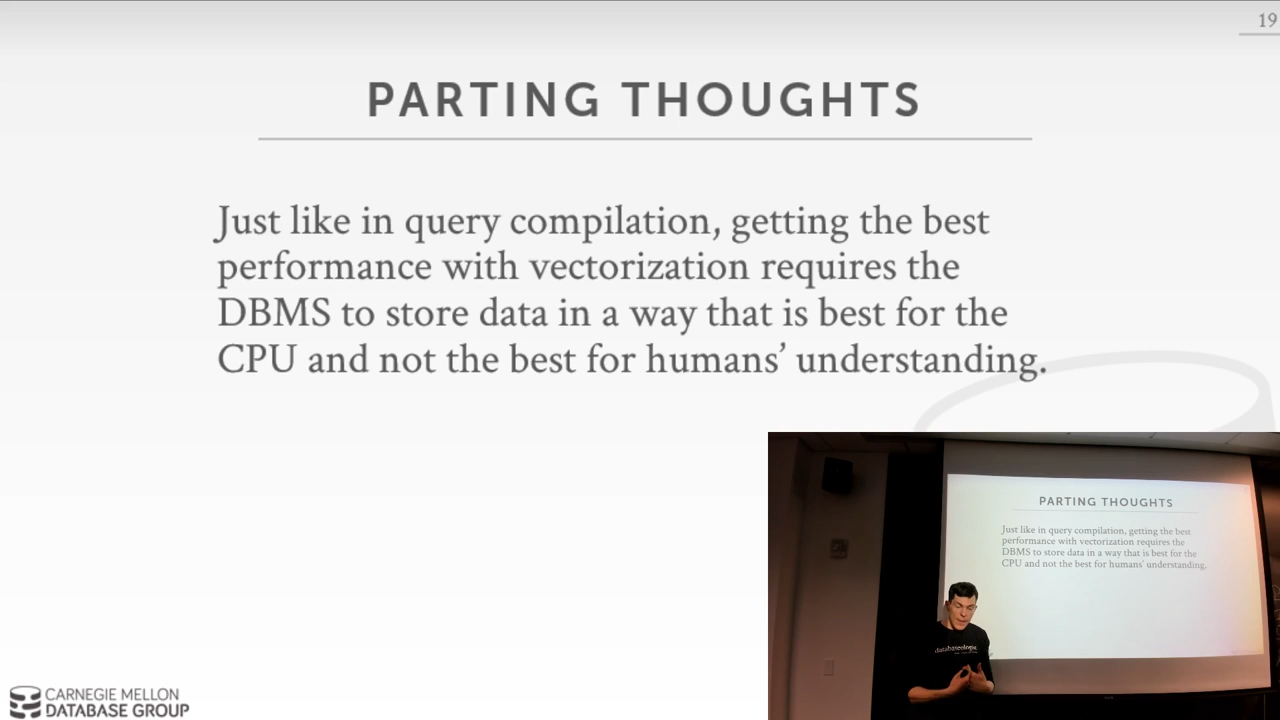 19
PARTING THOUGHTS
Just like in query compilation, getting the best
performance with vectorization requires the
DBMS to store data in a way that is best for the
CPU and not the best for humans’ understanding.
PARTING THOUGHTS
Just like in query compilation, getting the best
performance with vectorization requires the
DBMS to store data in a way that is best for the
CPU and not the best for humans’ understanding.
CARNEGIE MELLON
DATABASE GROUP